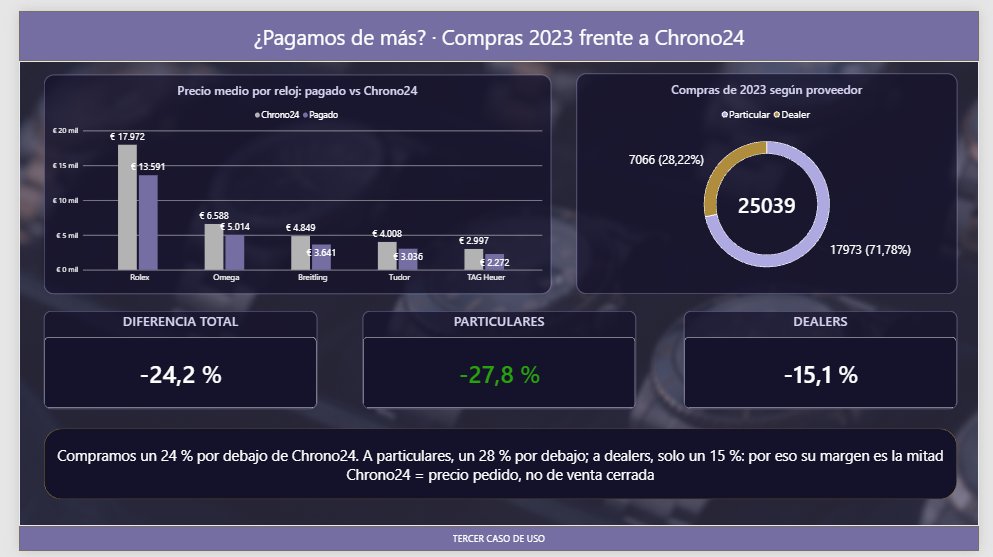 ¿Pagamos de más? · Compras 2023 frente a Chrono24
Precio medio por reloj: pagado vs Chrono24
Chrono24 Pagado
€ 20 mil
€ 15 mil
€ 10 mil
€ 5 mil
€ 0 mil
€ 17.972
€ 13.591
€ 6.588
€ 5.014
€ 4.849
€ 3.641
€ 4.008
€ 3.036
€ 2.997
€ 2.272
Rolex
Omega
Breitling
Tudor
TAG Heuer
Compras de 2023 según proveedor
Particular Dealer
7066 (28,22%)
25039
17973 (71,78%)
DIFERENCIA TOTAL
-24,2 %
PARTICULARES
-27,8 %
DEALERS
-15,1 %
Compramos un 24 % por debajo de Chrono24. A particulares, un 28 % por debajo; a dealers, solo un 15 %: por eso su margen es la mitad
Chrono24 = precio pedido, no de venta cerrada
TERCER CASO DE USO